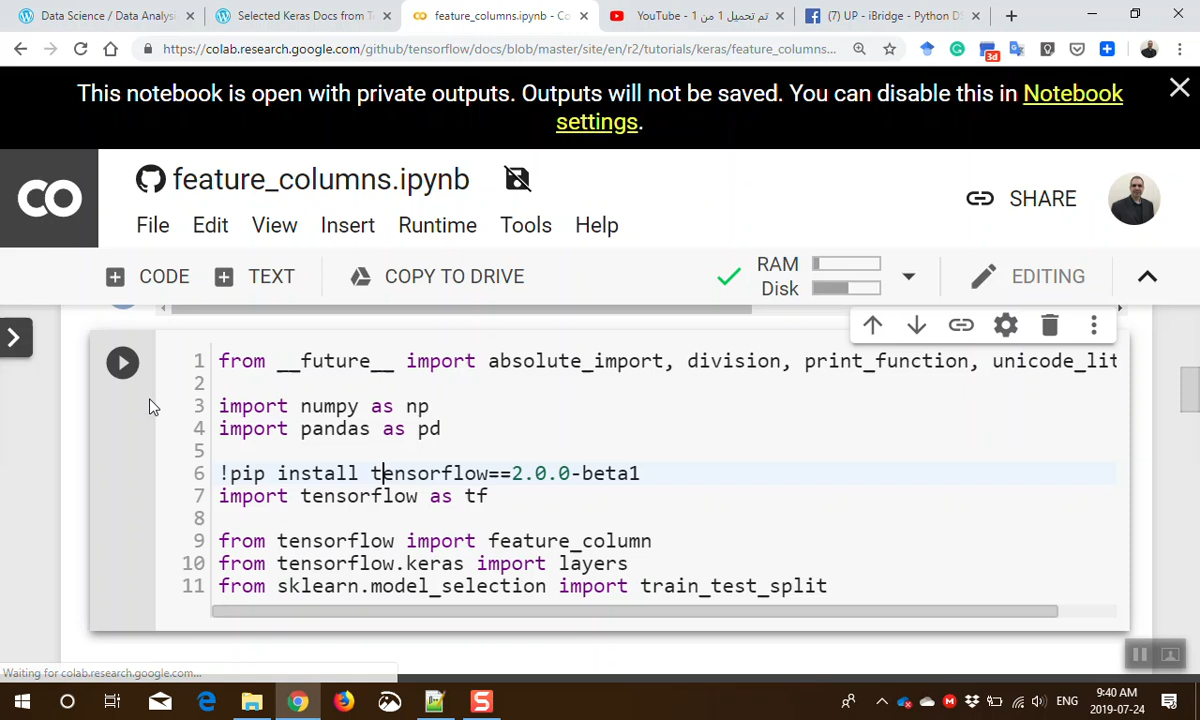 Data Science / Data Analys
Selected Keras Docs from T
feature_columns.ipynb - Co
YouTube - تم تحميل 1 من 1
(7) UP - iBridge - Python DS
https://colab.research.google.com/github/tensorflow/docs/blob/master/site/en/r2/tutorials/keras/feature_columns...
3d
This notebook is open with private outputs. Outputs will not be saved. You can disable this in Notebook
settings.
CO
feature_columns.ipynb
SHARE
File Edit View Insert Runtime Tools Help
CODE TEXT COPY TO DRIVE
RAM
Disk
EDITING
1 from __future__ import absolute_import, division, print_function, unicode_lit
2
3 import numpy as np
4 import pandas as pd
5
6 !pip install tensorflow==2.0.0-beta1
7 import tensorflow as tf
8
9 from tensorflow import feature_column
10 from tensorflow.keras import layers
11 from sklearn.model_selection import train_test_split
Waiting for colab.research.google.com...
ENG
9:40 AM
2019-07-24